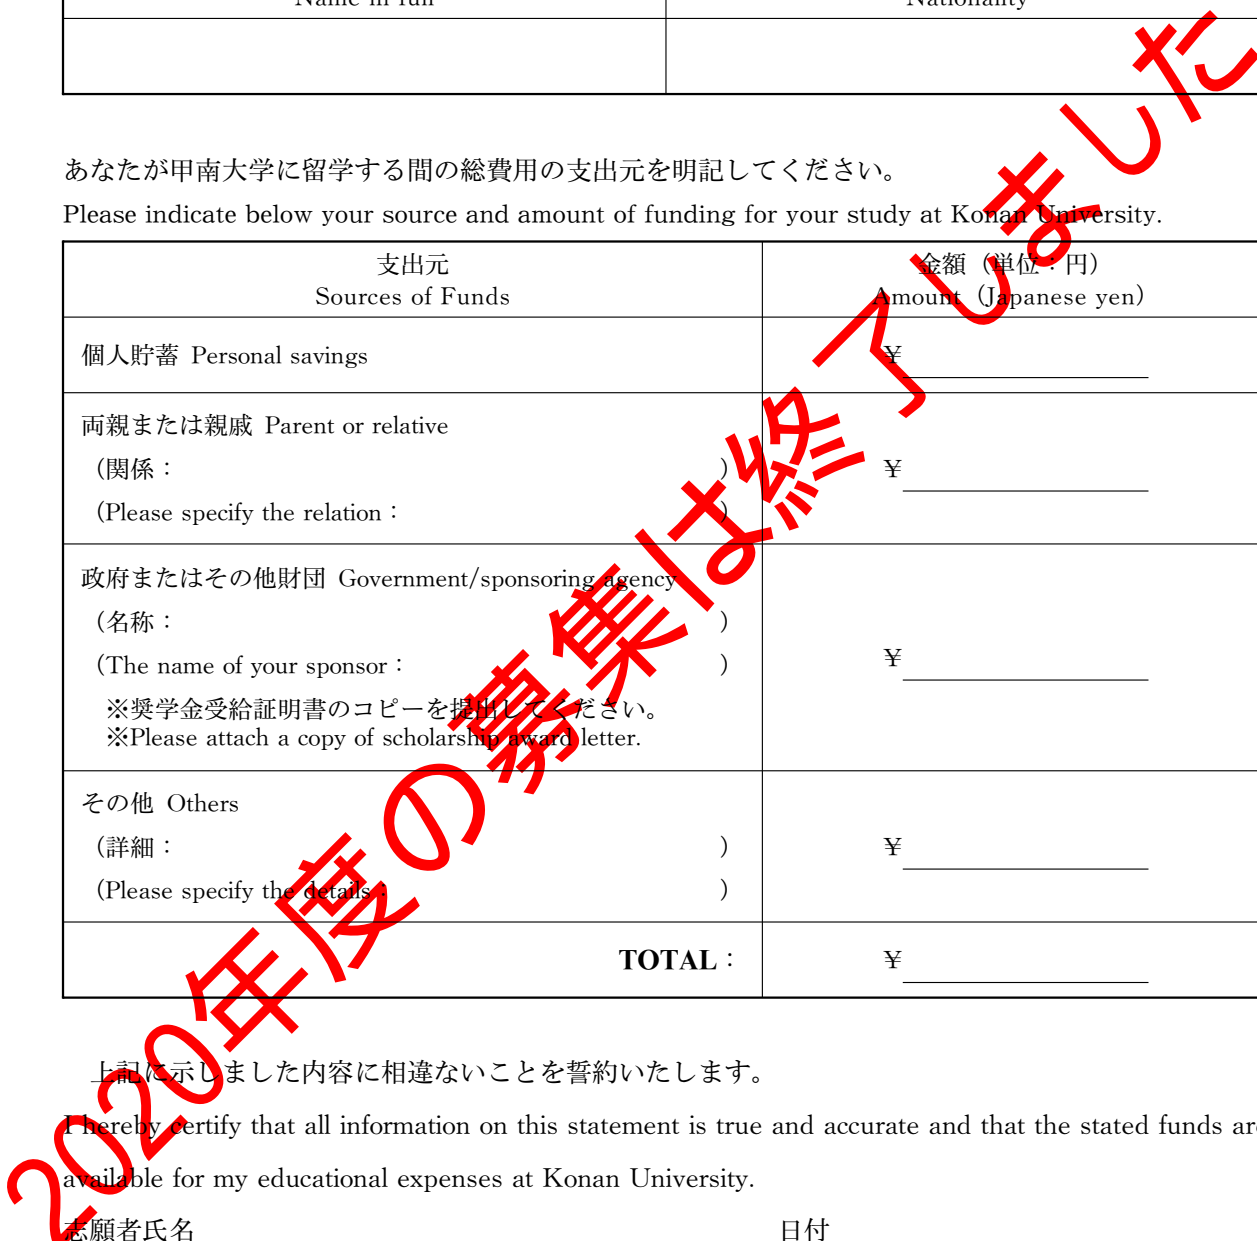 Name in full
Nationality
あなたが甲南大学に留学する間の総費用の支出元を明記してください。
Please indicate below your source and amount of funding for your study at Konan University.
支出元
Sources of Funds
金額（単位：円）
Amount（Japanese yen）
個人貯蓄 Personal savings
¥
両親または親戚 Parent or relative
（関係： ）
（Please specify the relation： ）
¥
政府またはその他財団 Government/sponsoring agency
（名称： ）
（The name of your sponsor： ）
※奨学金受給証明書のコピーを提出してください。
※Please attach a copy of scholarship award letter.
¥
その他 Others
（詳細： ）
（Please specify the details： ）
¥
TOTAL：
¥
上記に示しました内容に相違ないことを誓約いたします。
I hereby certify that all information on this statement is true and accurate and that the stated funds are
available for my educational expenses at Konan University.
志願者氏名
日付
2020年度の募集は終了しました